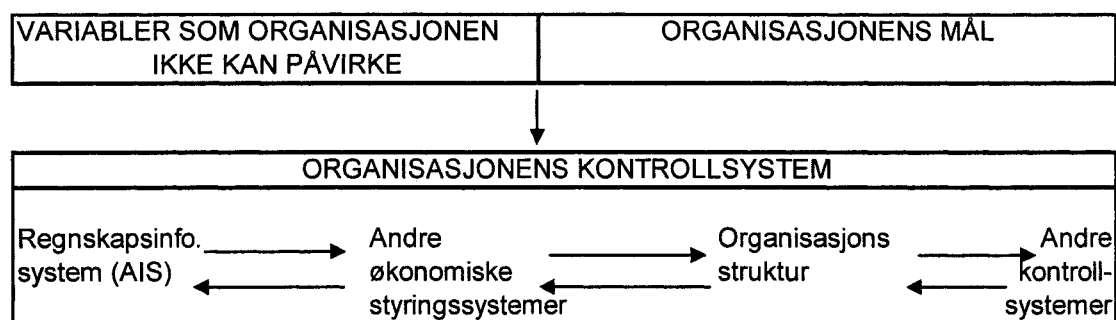 VARIABLER SOM ORGANISASJONEN
IKKE KAN PÅVIRKE
ORGANISASJONENS MÅL
ORGANISASJONENS KONTROLLSYSTEM
Regnskapsinfo.
system (AIS)
Andre
økonomiske
styringssystemer
Organisasjons
struktur
Andre
kontroll-
systemer